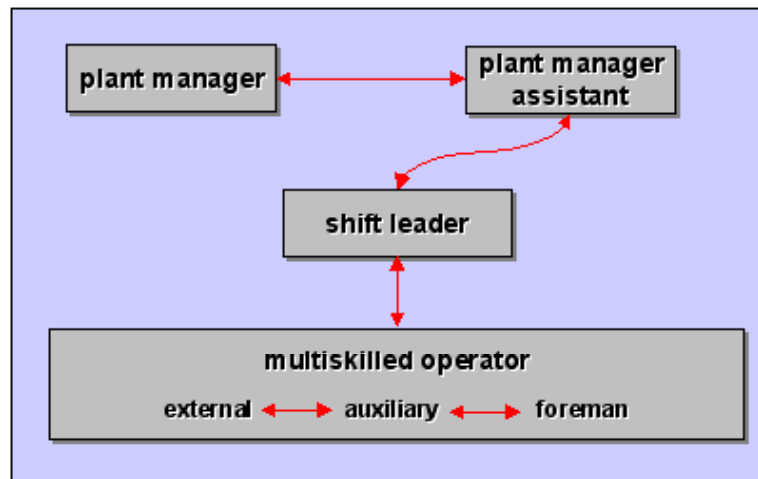 plant manager
plant manager
assistant
shift leader
multiskilled operator
external auxiliary foreman